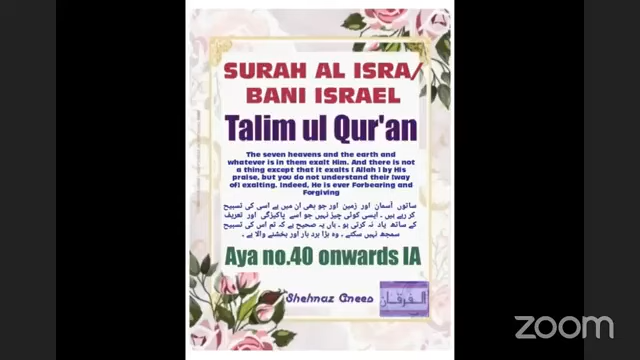 SURAH AL ISRA/
BANI ISRAEL
Talim ul Qur'an
The seven heavens and the earth and
whatever is in them exalt Him. And there is not
a thing except that it exalts [ Allah ] by His
praise, but you do not understand their [way
of] exalting. Indeed, He is ever Forbearing and
Forgiving
ساتوں آسمان اور زمین اور جو بھی ان میں ہے اسی کی تسبیح
کر رہے ہیں ۔ ایسی کوئی چیز نہیں جو اسے پاکیزگی اور تعریف
کے ساتھ یاد نہ کرتی ہو ۔ ہاں یہ صحیح ہے کہ تم اس کی تسبیح
سمجھ نہیں سکتے ۔ وہ بڑا برد بار اور بخشنے والا ہے ۔
Aya no.40 onwards IA
Shehnaz Gnees
الفرقان
zoom